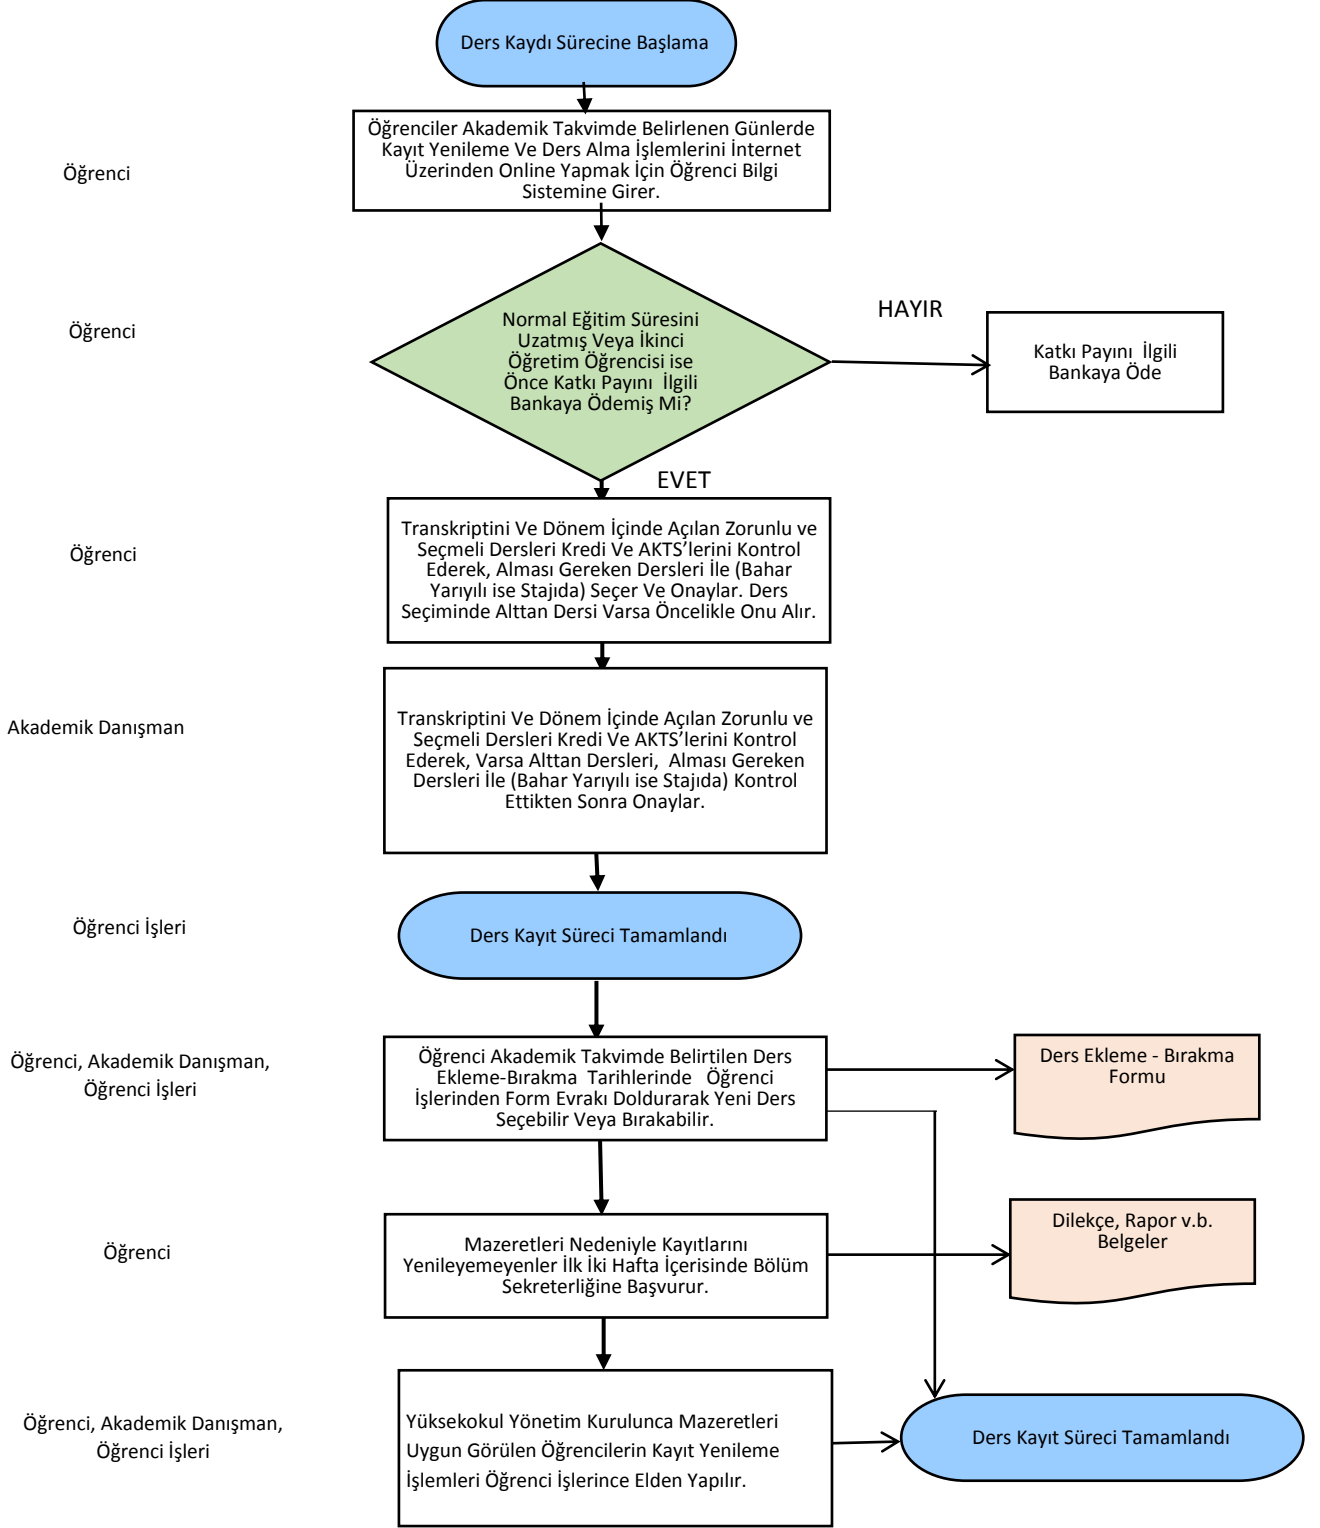 Ders Kaydı Sürecine Başlama
Öğrenci
Öğrenciler Akademik Takvimde Belirlenen Günlerde
Kayıt Yenileme Ve Ders Alma İşlemlerini İnternet
Üzerinden Online Yapmak İçin Öğrenci Bilgi
Sistemine Girer.
Öğrenci
Normal Eğitim Süresini
Uzatmış Veya İkinci
Öğretim Öğrencisi ise
Önce Katkı Payını İlgili
Bankaya Ödemiş Mi?
HAYIR
Katkı Payını İlgili
Bankaya Öde
EVET
Öğrenci
Transkriptini Ve Dönem İçinde Açılan Zorunlu ve
Seçmeli Dersleri Kredi Ve AKTS’lerini Kontrol
Ederek, Alması Gereken Dersleri İle (Bahar
Yarıyılı ise Stajıda) Seçer Ve Onaylar. Ders
Seçiminde Alttan Dersi Varsa Öncelikle Onu Alır.
Akademik Danışman
Transkriptini Ve Dönem İçinde Açılan Zorunlu ve
Seçmeli Dersleri Kredi Ve AKTS’lerini Kontrol
Ederek, Varsa Alttan Dersleri, Alması Gereken
Dersleri İle (Bahar Yarıyılı ise Stajıda) Kontrol
Ettikten Sonra Onaylar.
Öğrenci İşleri
Ders Kayıt Süreci Tamamlandı
Öğrenci, Akademik Danışman,
Öğrenci İşleri
Öğrenci Akademik Takvimde Belirtilen Ders
Ekleme-Bırakma Tarihlerinde Öğrenci
İşlerinden Form Evrakı Doldurarak Yeni Ders
Seçebilir Veya Bırakabilir.
Ders Ekleme - Bırakma
Formu
Öğrenci
Mazeretleri Nedeniyle Kayıtlarını
Yenileyemeyenler İlk İki Hafta İçerisinde Bölüm
Sekreterliğine Başvurur.
Dilekçe, Rapor v.b.
Belgeler
Öğrenci, Akademik Danışman,
Öğrenci İşleri
Yüksekokul Yönetim Kurulunca Mazeretleri
Uygun Görülen Öğrencilerin Kayıt Yenileme
İşlemleri Öğrenci İşlerince Elden Yapılır.
Ders Kayıt Süreci Tamamlandı